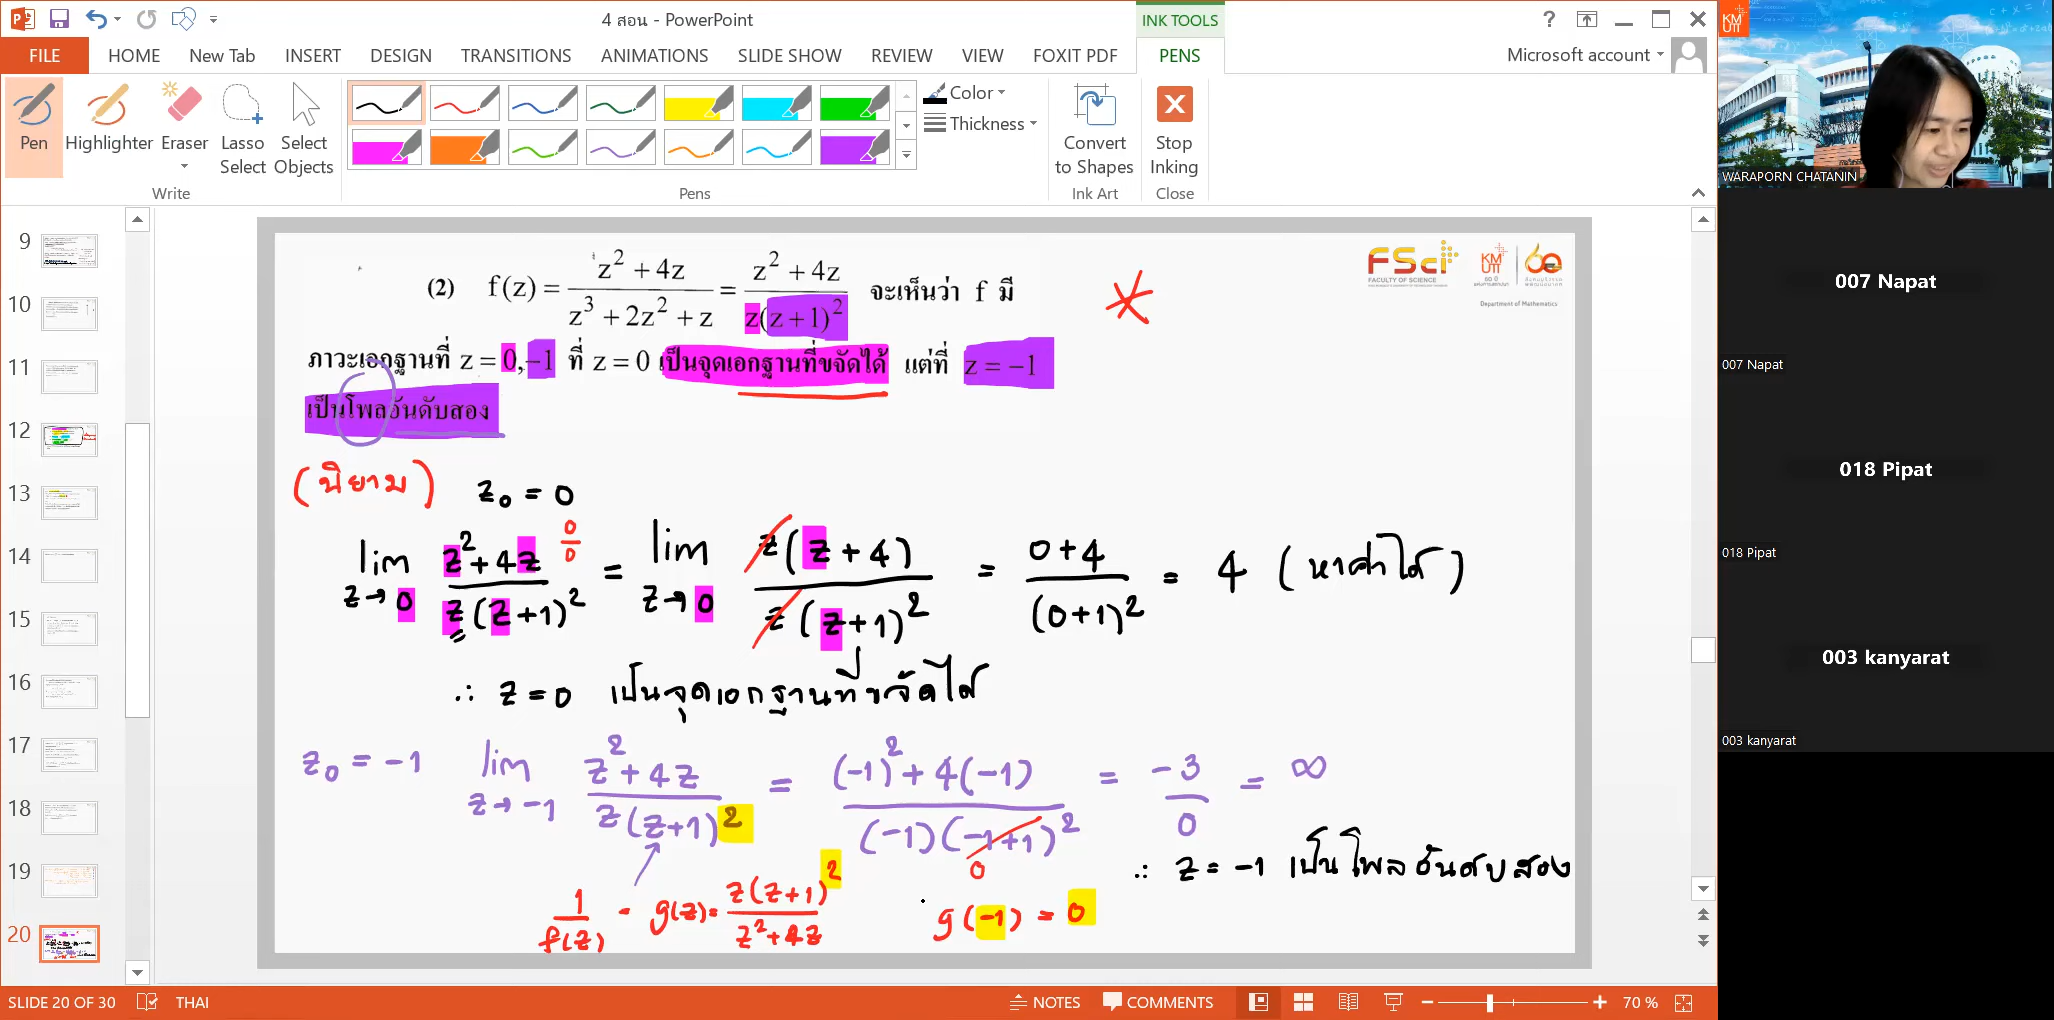 4 สอน - PowerPoint
INK TOOLS
FILE HOME New Tab INSERT DESIGN TRANSITIONS ANIMATIONS SLIDE SHOW REVIEW VIEW FOXIT PDF PENS
Microsoft account
Pen Highlighter Eraser Lasso Select Select Objects
Color
Thickness
Convert to Shapes
Stop Inking
Write Pens Ink Art Close
KMUTT
WARAPORN CHATANIN
007 Napat
007 Napat
018 Pipat
018 Pipat
003 kanyarat
003 kanyarat
9
10
11
12
13
14
15
16
17
18
19
20
FSci KMUTT
FACULTY OF SCIENCE
Department of Mathematics
(2) f(z) = (z² + 4z)/(z³ + 2z² + z) = (z² + 4z)/(z(z + 1)²) จะเห็นว่า f มี
ภาวะเอกฐานที่ z = 0, −1 ที่ z = 0 เป็นจุดเอกฐานที่ขจัดได้ แต่ที่ z = −1
เป็นโพลอันดับสอง
(นิยาม) z₀ = 0
lim z→0 (z² + 4z)/(z(z+1)²) 0/0 = lim z→0 (z(z+4))/(z(z+1)²) = (0+4)/(0+1)² = 4 (หาค่าได้)
∴ z = 0 เป็นจุดเอกฐานที่ขจัดได้
z₀ = −1 lim z→−1 (z² + 4z)/(z(z+1)²) = ((−1)² + 4(−1))/((−1)(−1+1)²) = −3/0 = ∞
0
∴ z = −1 เป็นโพลอันดับสอง
1/f(z) = g(z) = (z(z+1)²)/(z² + 4z) g(−1) = 0
SLIDE 20 OF 30 THAI NOTES COMMENTS 70 %